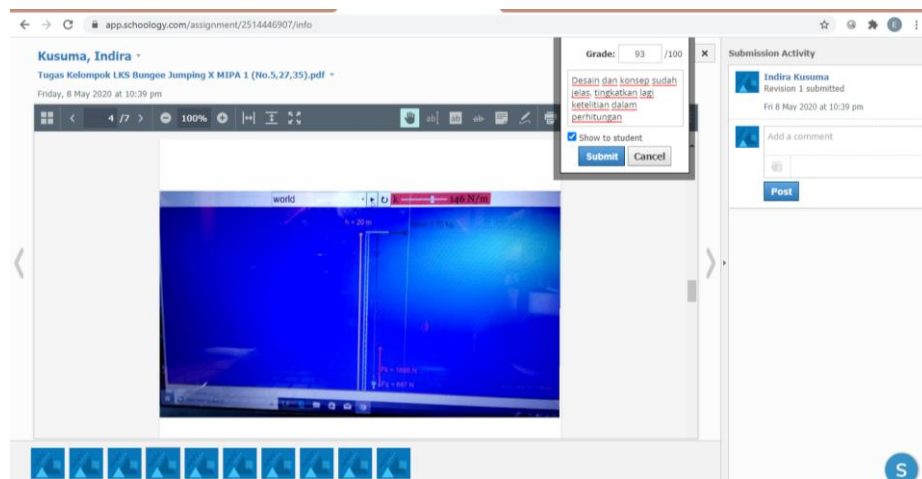 app.schoology.com/assignment/2514446907/info
Kusuma, Indira
Tugas Kelompok LKS Bungee Jumping X MIPA 1 (No.5,27,35).pdf
Friday, 8 May 2020 at 10:39 pm
4 /7
100%
world
k
146 N/m
h = 20 m
Grade: 93 /100
Desain dan konsep sudah
jelas, tingkatkan lagi
ketelitian dalam
perhitungan
Show to student
Submit Cancel
Submission Activity
Indira Kusuma
Revision 1 submitted
Fri 8 May 2020 at 10:39 pm
Add a comment
Post
E
S